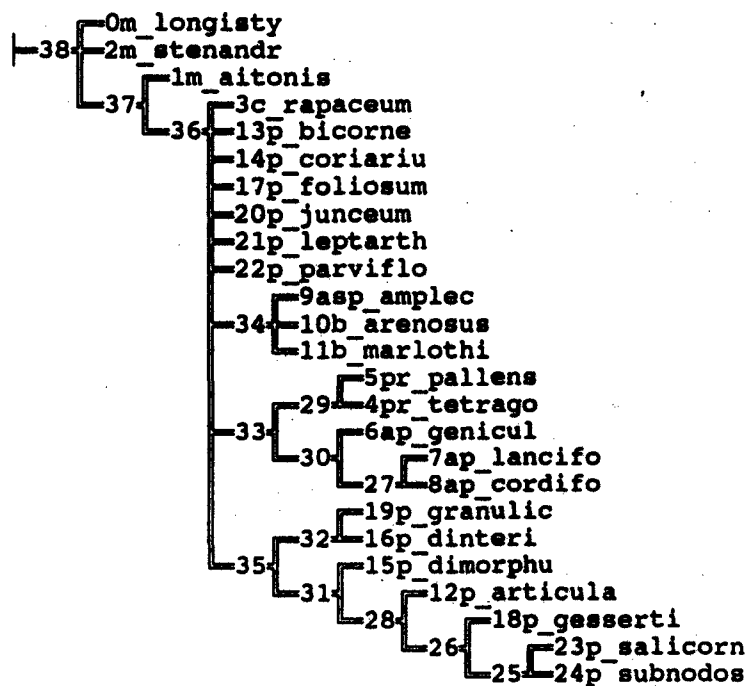 0m_longisty
38 2m_stenandr
1m_aitonis
37 3c_rapaceum
36 13p_bicorne
14p_coriariu
17p_foliosum
20p_junceum
21p_leptarth
22p_parviflo
9asp_amplec
34 10b_arenosus
11b_marlothi
5pr_pallens
29 4pr_tetrago
33 6ap_genicul
30 7ap_lancifo
27 8ap_cordifo
19p_granulic
32 16p_dinteri
35 15p_dimorphu
31 12p_articula
28 18p_gesserti
26 23p_salicorn
25 24p_subnodos